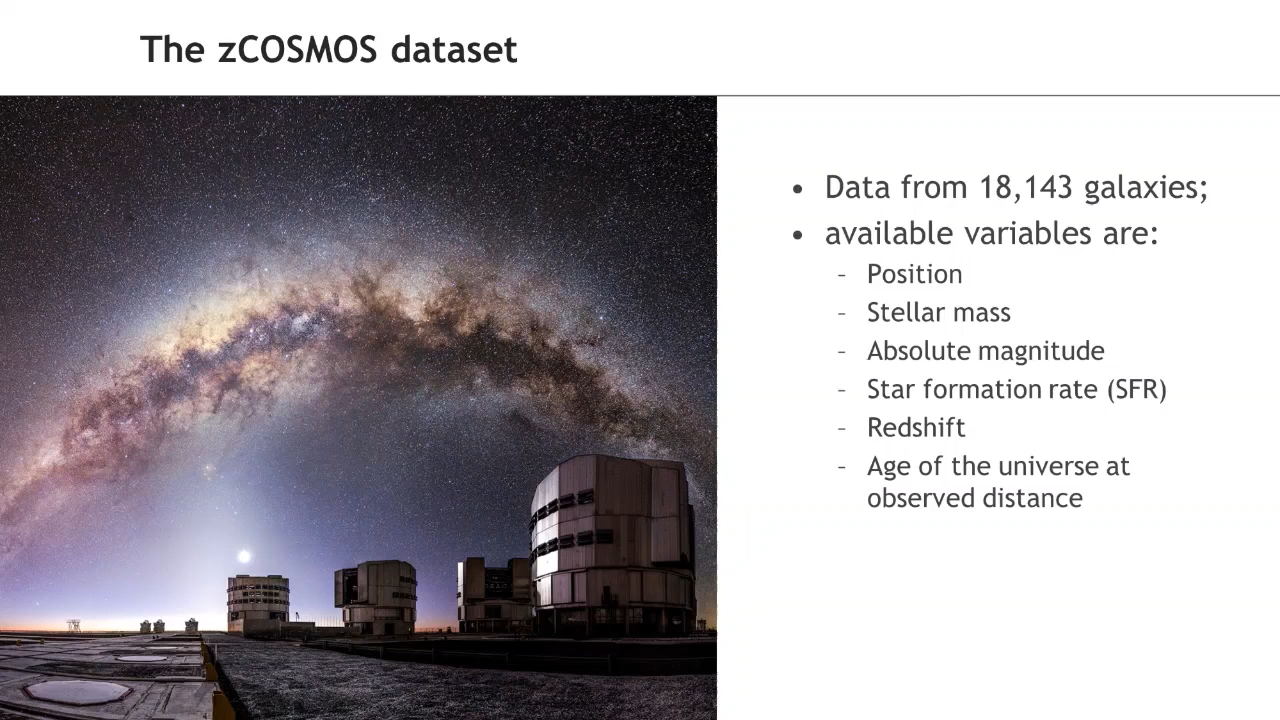 The zCOSMOS dataset
• Data from 18,143 galaxies;
• available variables are:
- Position
- Stellar mass
- Absolute magnitude
- Star formation rate (SFR)
- Redshift
- Age of the universe at
observed distance